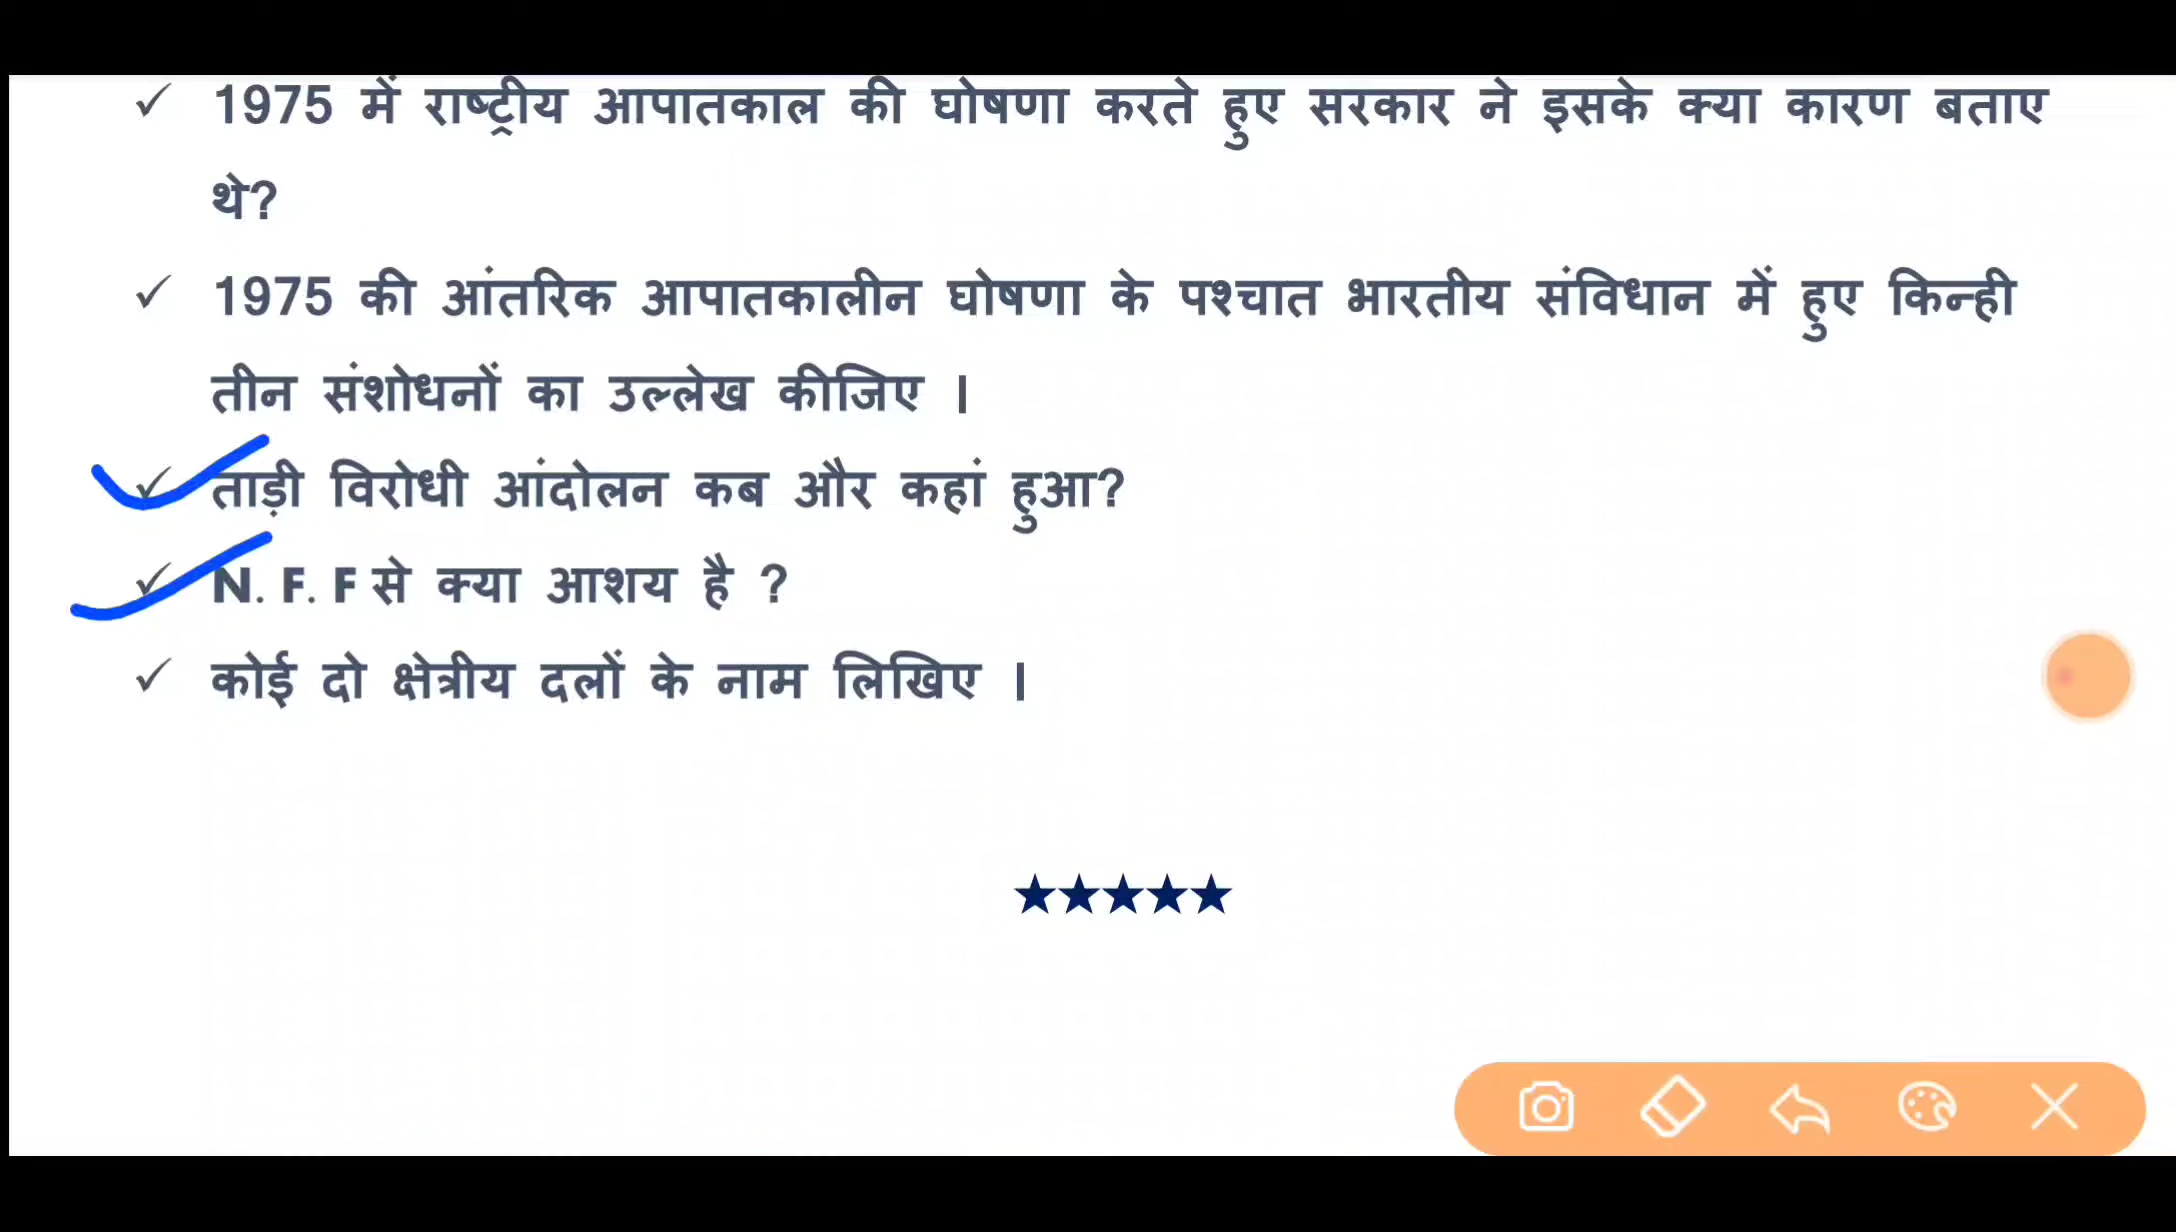 ✓ 1975 में राष्ट्रीय आपातकाल की घोषणा करते हुए सरकार ने इसके क्या कारण बताए
थे?
✓ 1975 की आंतरिक आपातकालीन घोषणा के पश्चात भारतीय संविधान में हुए किन्ही
तीन संशोधनों का उल्लेख कीजिए ।
✓ ताड़ी विरोधी आंदोलन कब और कहां हुआ?
✓ N. F. F से क्या आशय है ?
✓ कोई दो क्षेत्रीय दलों के नाम लिखिए ।
★★★★★